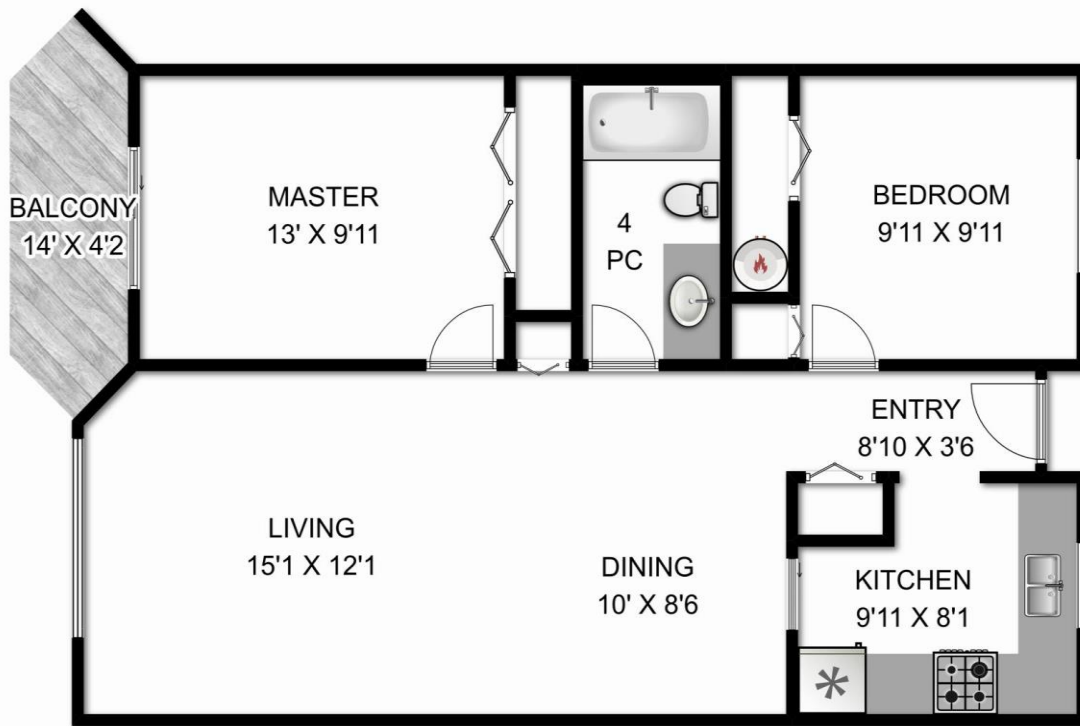 BALCONY
14' X 4'2
MASTER
13' X 9'11
4
PC
BEDROOM
9'11 X 9'11
ENTRY
8'10 X 3'6
LIVING
15'1 X 12'1
DINING
10' X 8'6
KITCHEN
9'11 X 8'1